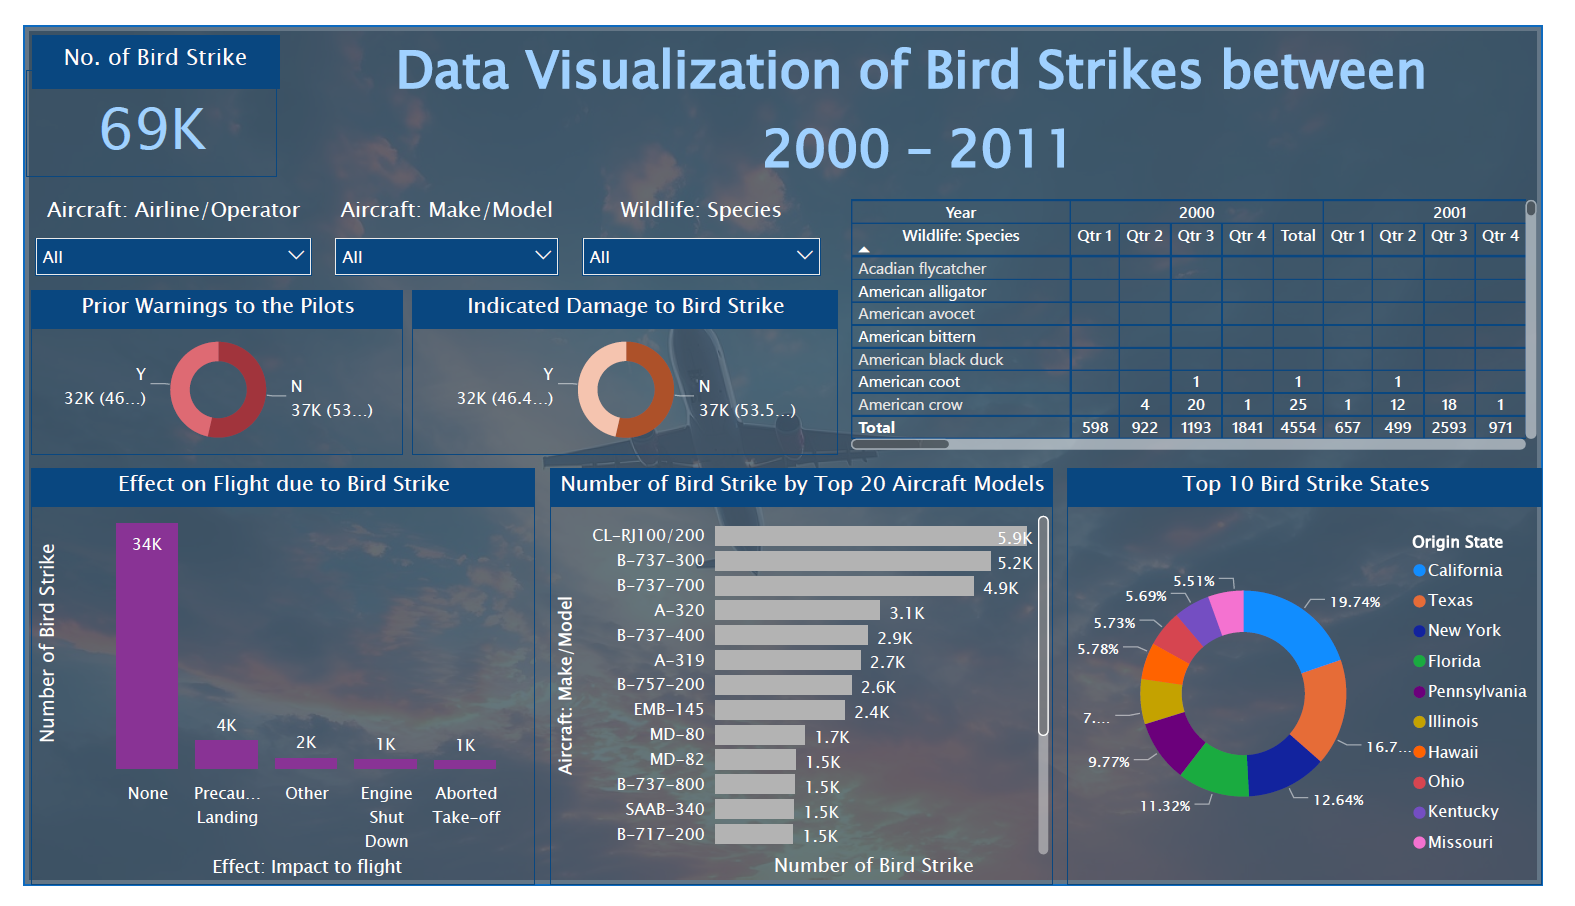 No. of Bird Strike
69K
Data Visualization of Bird Strikes between
2000 – 2011
Aircraft: Airline/Operator
All
Aircraft: Make/Model
All
Wildlife: Species
All
Year 2000 2001
Wildlife: Species Qtr 1 Qtr 2 Qtr 3 Qtr 4 Total Qtr 1 Qtr 2 Qtr 3 Qtr 4
Acadian flycatcher
American alligator
American avocet
American bittern
American black duck
American coot 1 1 1
American crow 4 20 1 25 1 12 18 1
Total 598 922 1193 1841 4554 657 499 2593 971
Prior Warnings to the Pilots
Y
32K (46...)
N
37K (53...)
Indicated Damage to Bird Strike
Y
32K (46.4...)
N
37K (53.5...)
Effect on Flight due to Bird Strike
Number of Bird Strike
34K
4K
2K
1K
1K
None
Precau...
Landing
Other
Engine
Shut
Down
Aborted
Take-off
Effect: Impact to flight
Number of Bird Strike by Top 20 Aircraft Models
Aircraft: Make/Model
CL-RJ100/200 5.9K
B-737-300 5.2K
B-737-700 4.9K
A-320 3.1K
B-737-400 2.9K
A-319 2.7K
B-757-200 2.6K
EMB-145 2.4K
MD-80 1.7K
MD-82 1.5K
B-737-800 1.5K
SAAB-340 1.5K
B-717-200 1.5K
Number of Bird Strike
Top 10 Bird Strike States
19.74%
16.7...
12.64%
11.32%
9.77%
7....
5.78%
5.73%
5.69%
5.51%
Origin State
California
Texas
New York
Florida
Pennsylvania
Illinois
Hawaii
Ohio
Kentucky
Missouri